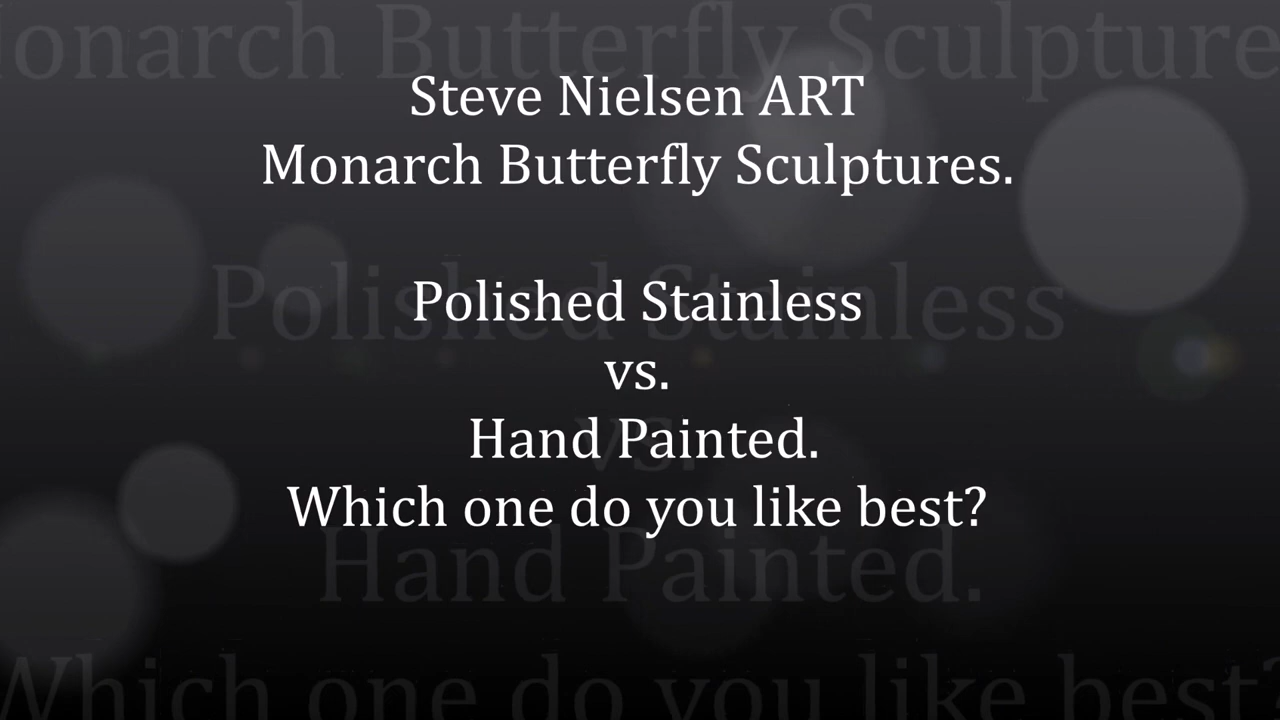 Steve Nielsen ART
Monarch Butterfly Sculptures.
Polished Stainless
vs.
Hand Painted.
Which one do you like best?